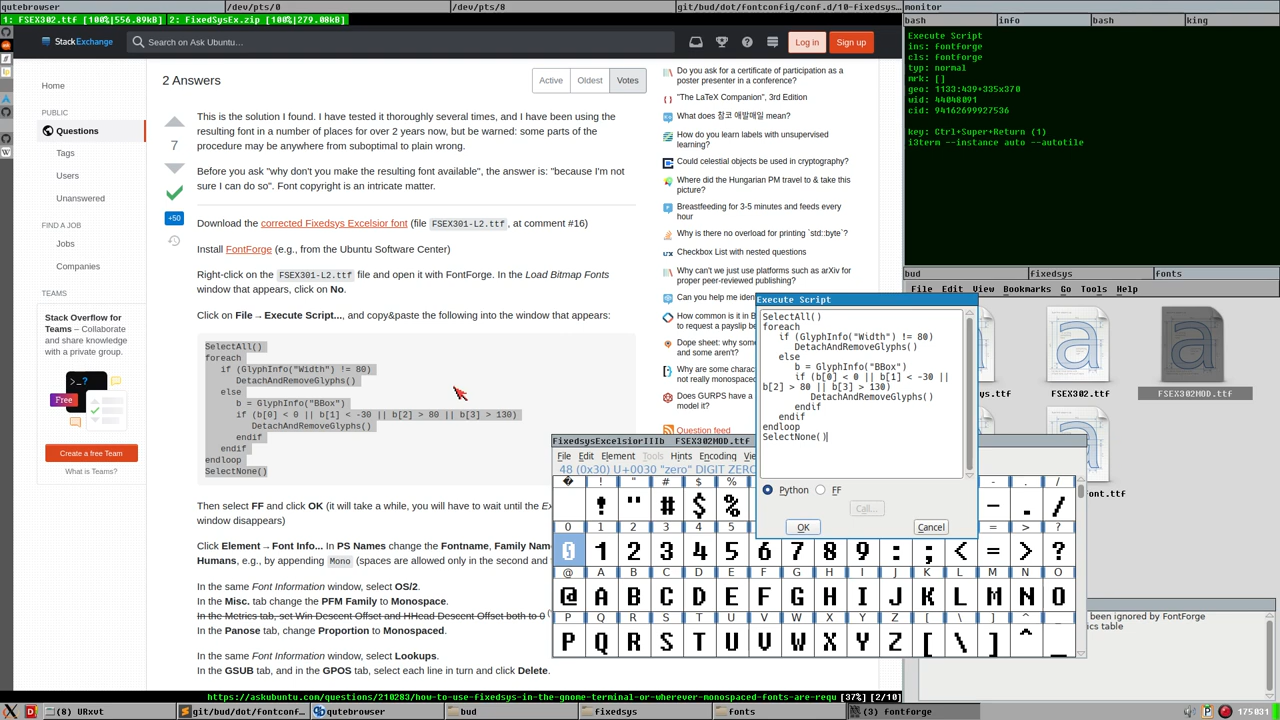 qutebrowser
/dev/pts/0
/dev/pts/8
git/bud/dot/fontconfig/conf.d/10-fixedsys...
monitor
1: FSEX302.ttf [100%|556.89kB]
2: FixedSysEx.zip [100%|279.08kB]
bash
info
bash
king
StackExchange
Search on Ask Ubuntu…
Log in
Sign up
Home
PUBLIC
Questions
Tags
Users
Unanswered
FIND A JOB
Jobs
Companies
TEAMS
Stack Overflow for
Teams – Collaborate
and share knowledge
with a private group.
Free
Create a free Team
What is Teams?
2 Answers
Active
Oldest
Votes
7
+50
This is the solution I found. I have tested it thoroughly several times, and I have been using the
resulting font in a number of places for over 2 years now, but be warned: some parts of the
procedure may be anywhere from suboptimal to plain wrong.
Before you ask "why don't you make the resulting font available", the answer is: "because I'm not
sure I can do so". Font copyright is an intricate matter.
Download the corrected Fixedsys Excelsior font (file FSEX301-L2.ttf, at comment #16)
Install FontForge (e.g., from the Ubuntu Software Center)
Right-click on the FSEX301-L2.ttf file and open it with FontForge. In the Load Bitmap Fonts
window that appears, click on No.
Click on File→Execute Script..., and copy&paste the following into the window that appears:
SelectAll()
foreach
if (GlyphInfo("Width") != 80)
DetachAndRemoveGlyphs()
else
b = GlyphInfo("BBox")
if (b[0] < 0 || b[1] < -30 || b[2] > 80 || b[3] > 130)
DetachAndRemoveGlyphs()
endif
endif
endloop
SelectNone()
Then select FF and click OK (it will take a while, you will have to wait until the Ex
window disappears)
Click Element→Font Info... In PS Names change the Fontname, Family Name
Humans, e.g., by appending Mono (spaces are allowed only in the second and
In the same Font Information window, select OS/2.
In the Misc. tab change the PFM Family to Monospace.
In the Metrics tab, set Win Descent Offset and HHead Descent Offset both to 0
In the Panose tab, change Proportion to Monospaced.
In the same Font Information window, select Lookups.
In the GSUB tab, and in the GPOS tab, select each line in turn and click Delete.
Do you ask for a certificate of participation as a
poster presenter in a conference?
"The LaTeX Companion", 3rd Edition
What does 참코 애발매일 mean?
How do you learn labels with unsupervised
learning?
Could celestial objects be used in cryptography?
Where did the Hungarian PM travel to & take this
picture?
Breastfeeding for 3-5 minutes and feeds every
hour
Why is there no overload for printing `std::byte`?
Checkbox List with nested questions
Why can't we just use platforms such as arXiv for
proper peer-reviewed publishing?
Can you help me iden
How common is it in B
to request a payslip be
Dope sheet: why some
and some aren't?
Why are some charact
not really monospaced
Does GURPS have a
model it?
Question feed
Execute Script
ins: fontforge
cls: fontforge
typ: normal
mrk: []
geo: 1133:439+335x370
wid: 44048091
cid: 94162699927536
key: Ctrl+Super+Return (1)
i3term --instance auto --autotile
bud
fixedsys
fonts
File Edit View Bookmarks Go Tools Help
ys.ttf
FSEX302.ttf
FSEX302MOD.ttf
ont.ttf
Execute Script
SelectAll()
foreach
if (GlyphInfo("Width") != 80)
DetachAndRemoveGlyphs()
else
b = GlyphInfo("BBox")
if (b[0] < 0 || b[1] < -30 ||
b[2] > 80 || b[3] > 130)
DetachAndRemoveGlyphs()
endif
endif
endloop
SelectNone()
Python
FF
Call...
OK
Cancel
FixedsysExcelsiorIIIb FSEX302MOD.ttf
File Edit Element Tools Hints Encoding Vie
48 (0x30) U+0030 "zero" DIGIT ZERO
! " # $ % - . /
! " # $ % - . /
0 1 2 3 4 5 = > ?
0 1 2 3 4 5 6 7 8 9 : ; < = > ?
@ A B C D E F G H I J K L M N O
@ A B C D E F G H I J K L M N O
P Q R S T U V W X Y Z [ \ ] ^ _
P Q R S T U V W X Y Z [ \ ] ^ _
been ignored by FontForge
ics table
https://askubuntu.com/questions/210283/how-to-use-fixedsys-in-the-gnome-terminal-or-wherever-monospaced-fonts-are-requ [37%] [2/10]
(8) URxvt
git/bud/dot/fontconf...
qutebrowser
bud
fixedsys
fonts
(3) fontforge
175031